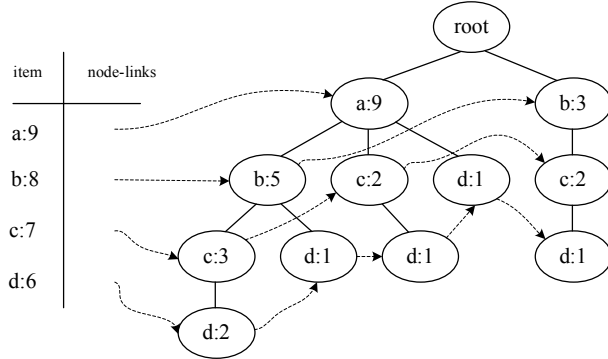 root
item node-links
a:9 b:3
a:9
b:8 b:5 c:2 d:1 c:2
c:7 c:3 d:1 d:1 d:1
d:6
d:2